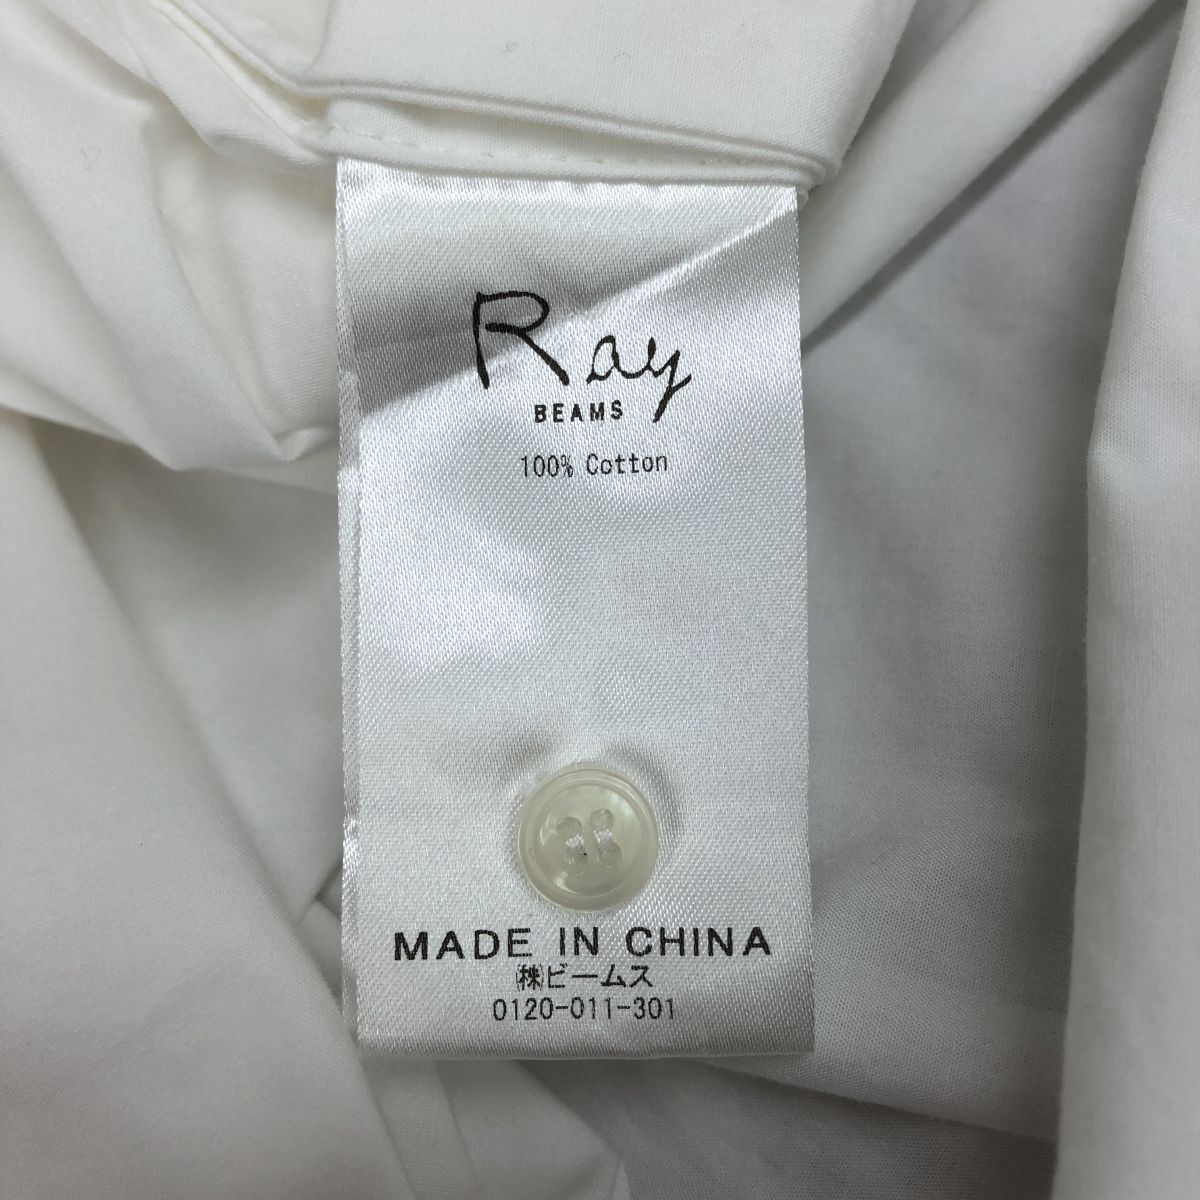 Ray
BEAMS
100% Cotton
MADE IN CHINA
㈱ビームス
0120-011-301